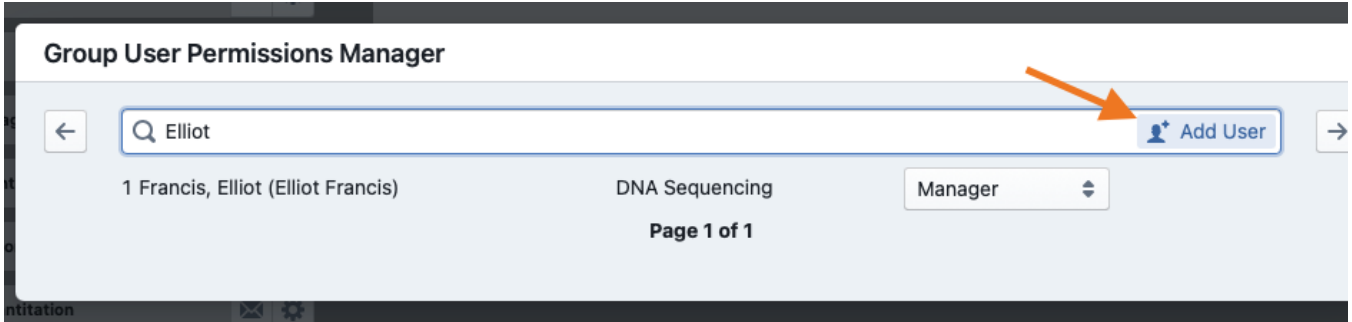 Group User Permissions Manager
Elliot Add User
1 Francis, Elliot (Elliot Francis) DNA Sequencing Manager
Page 1 of 1
ntitation